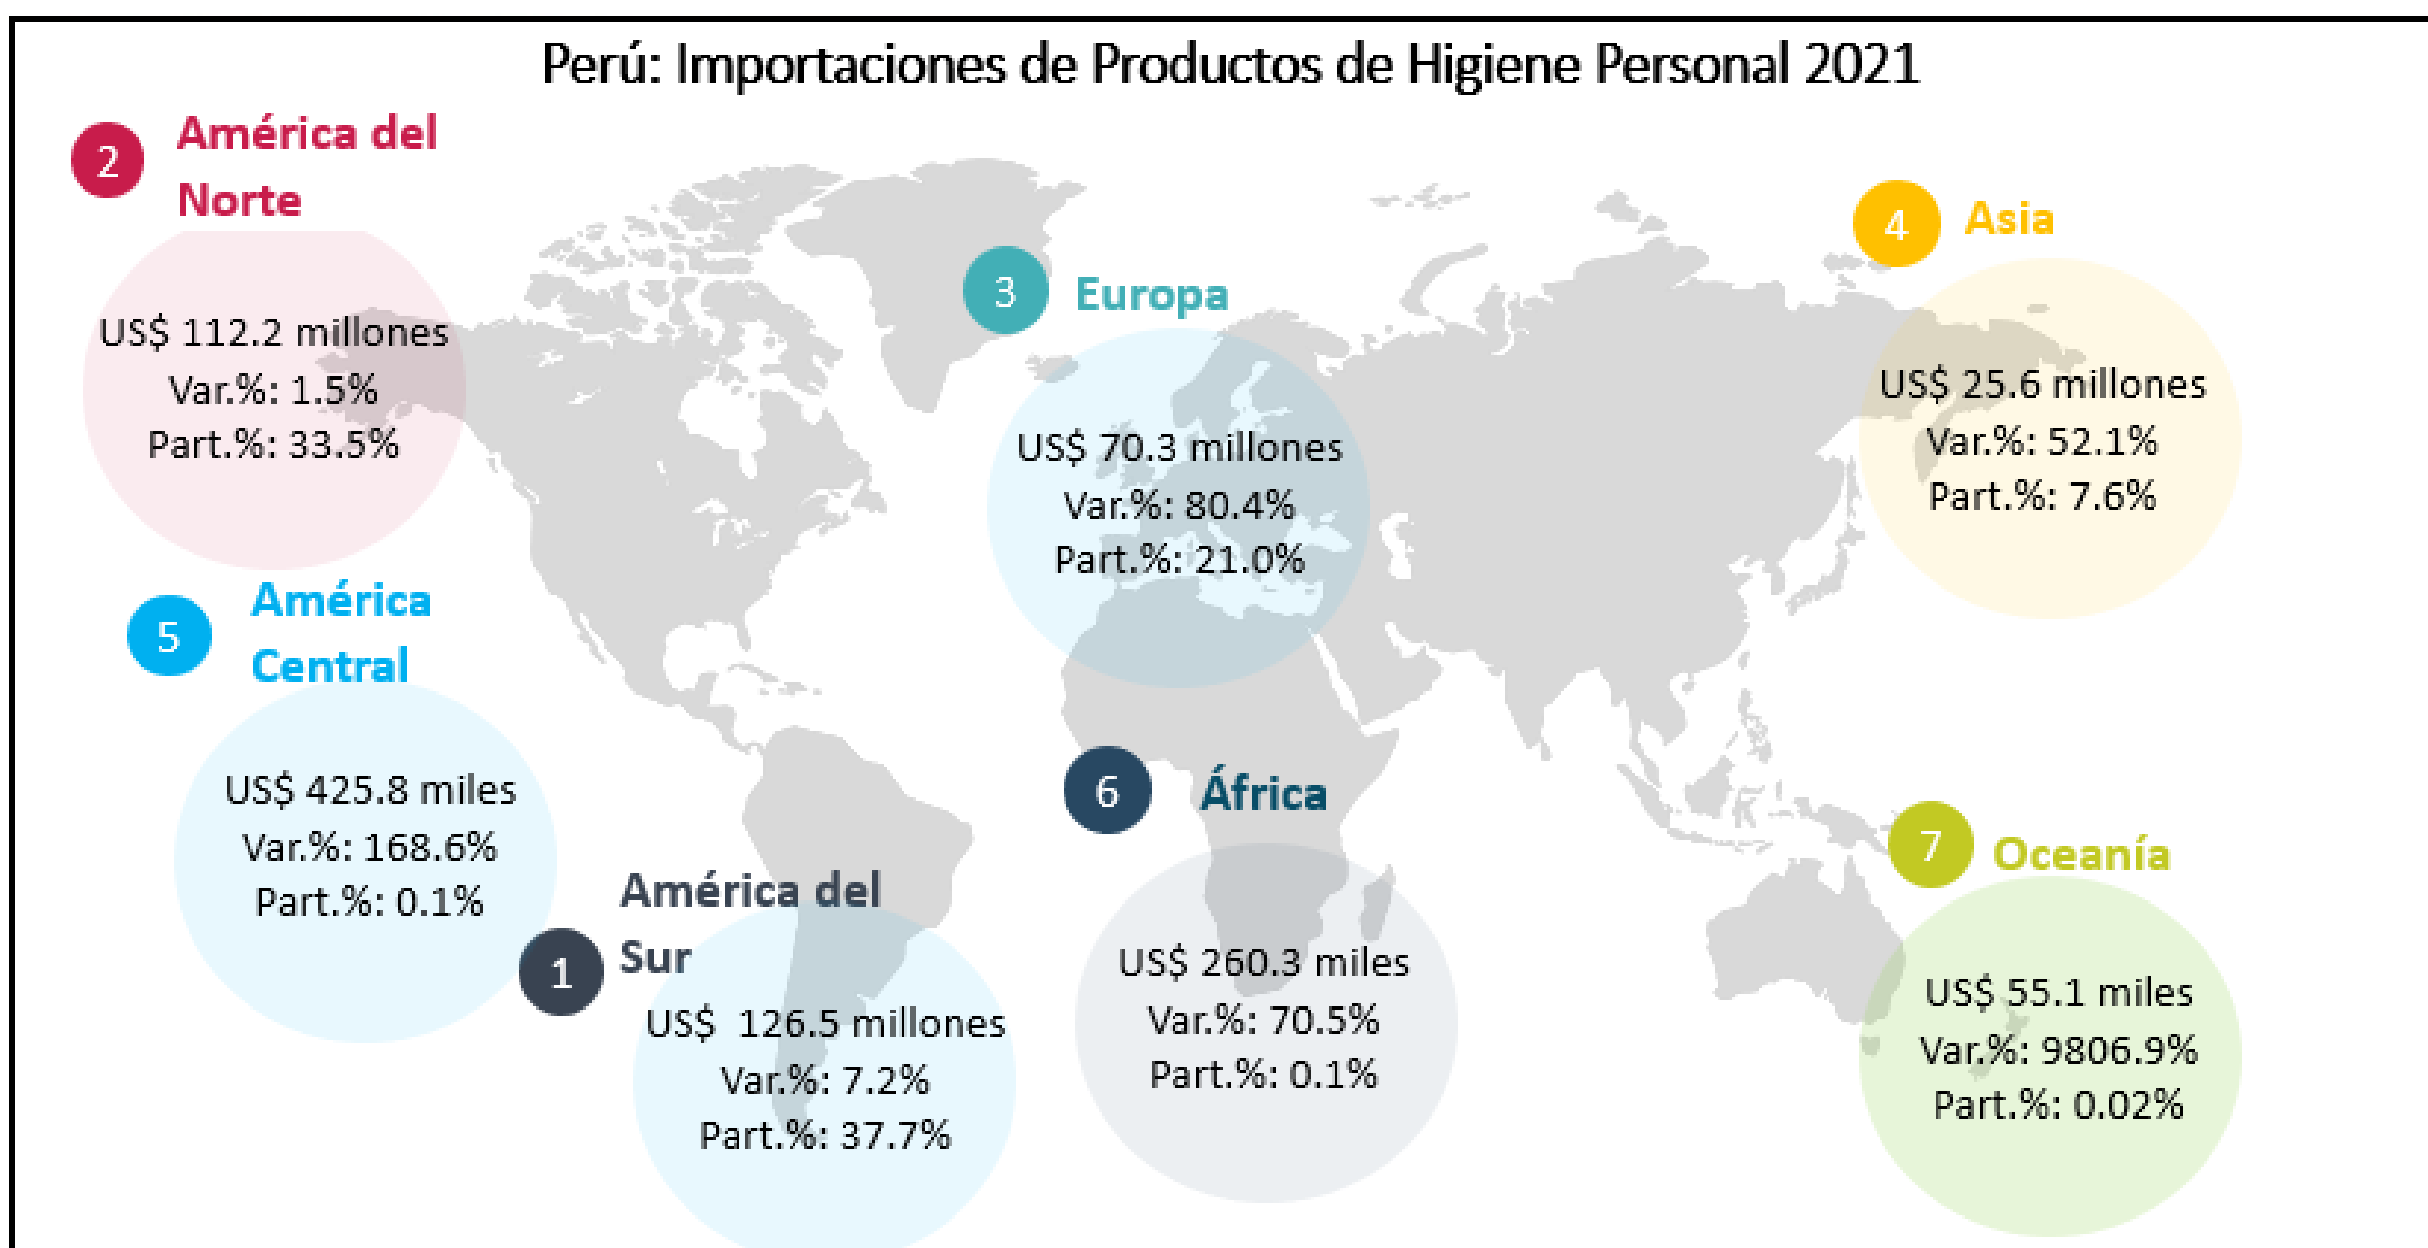 Perú: Importaciones de Productos de Higiene Personal 2021
2
América del
Norte
US$ 112.2 millones
Var.%: 1.5%
Part.%: 33.5%
3
Europa
US$ 70.3 millones
Var.%: 80.4%
Part.%: 21.0%
4
Asia
US$ 25.6 millones
Var.%: 52.1%
Part.%: 7.6%
5
América
Central
US$ 425.8 miles
Var.%: 168.6%
Part.%: 0.1%
1
América del
Sur
US$  126.5 millones
Var.%: 7.2%
Part.%: 37.7%
6
África
US$ 260.3 miles
Var.%: 70.5%
Part.%: 0.1%
7
Oceanía
US$ 55.1 miles
Var.%: 9806.9%
Part.%: 0.02%